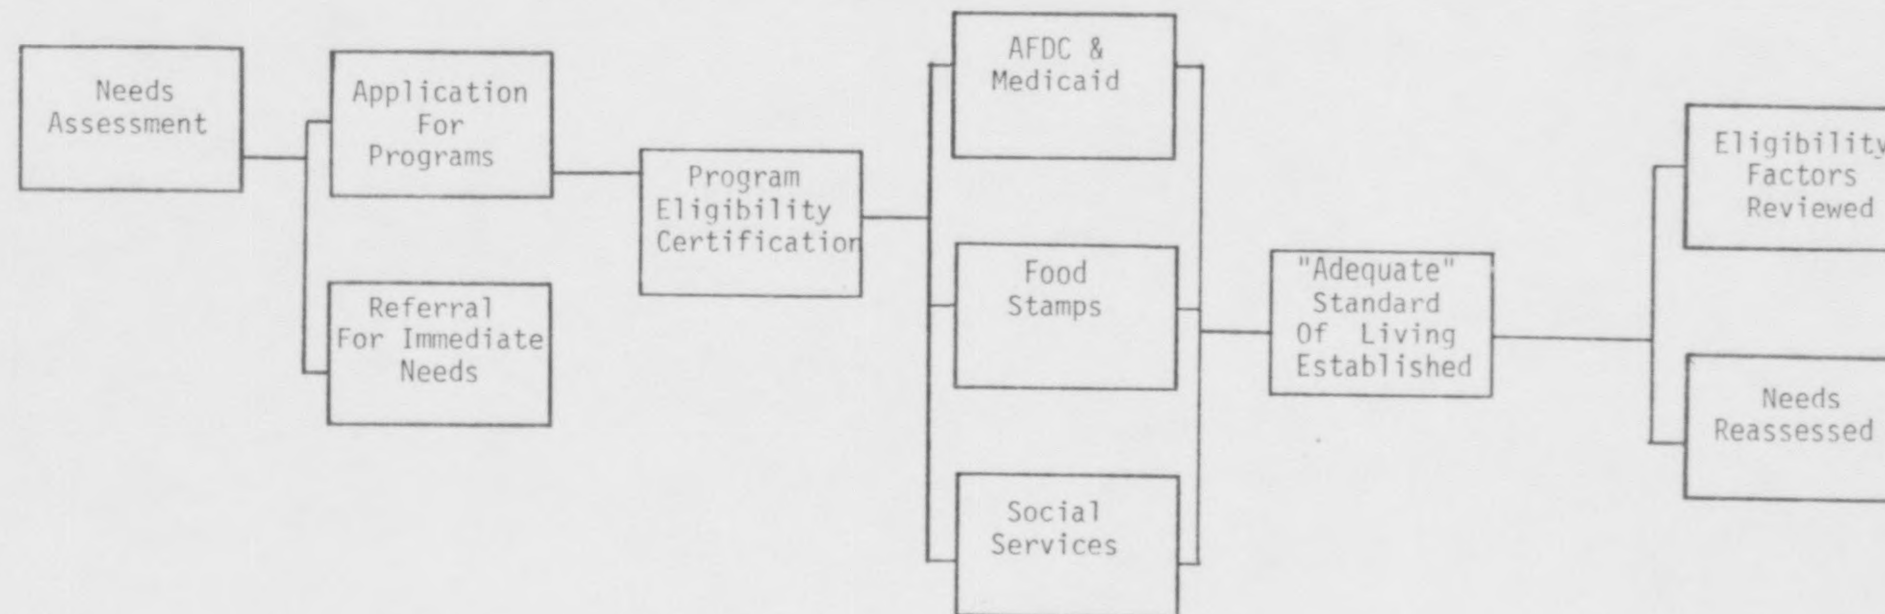 Needs
Assessment
Application
For
Programs
Referral
For Immediate
Needs
Program
Eligibility
Certification
AFDC &
Medicaid
Food
Stamps
Social
Services
"Adequate"
Standard
Of Living
Established
Eligibility
Factors
Reviewed
Needs
Reassessed